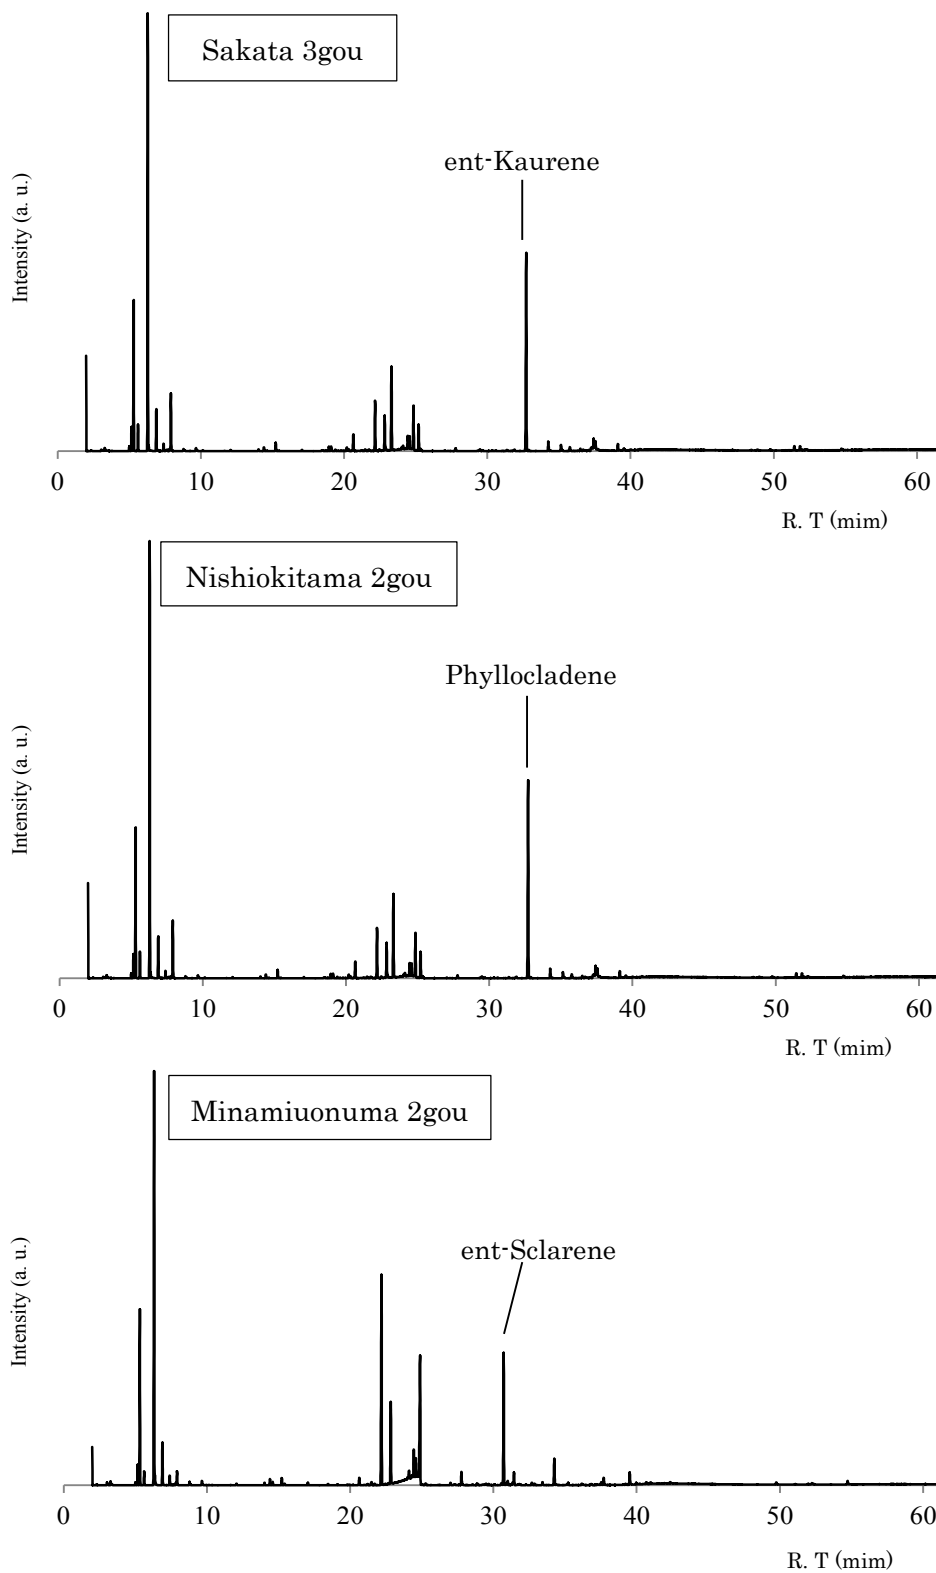 Sakata 3gou
ent-Kaurene
Intensity (a. u.)
0 10 20 30 40 50 60
R. T (mim)
Nishiokitama 2gou
Phyllocladene
Intensity (a. u.)
0 10 20 30 40 50 60
R. T (mim)
Minamiuonuma 2gou
ent-Sclarene
Intensity (a. u.)
0 10 20 30 40 50 60
R. T (mim)